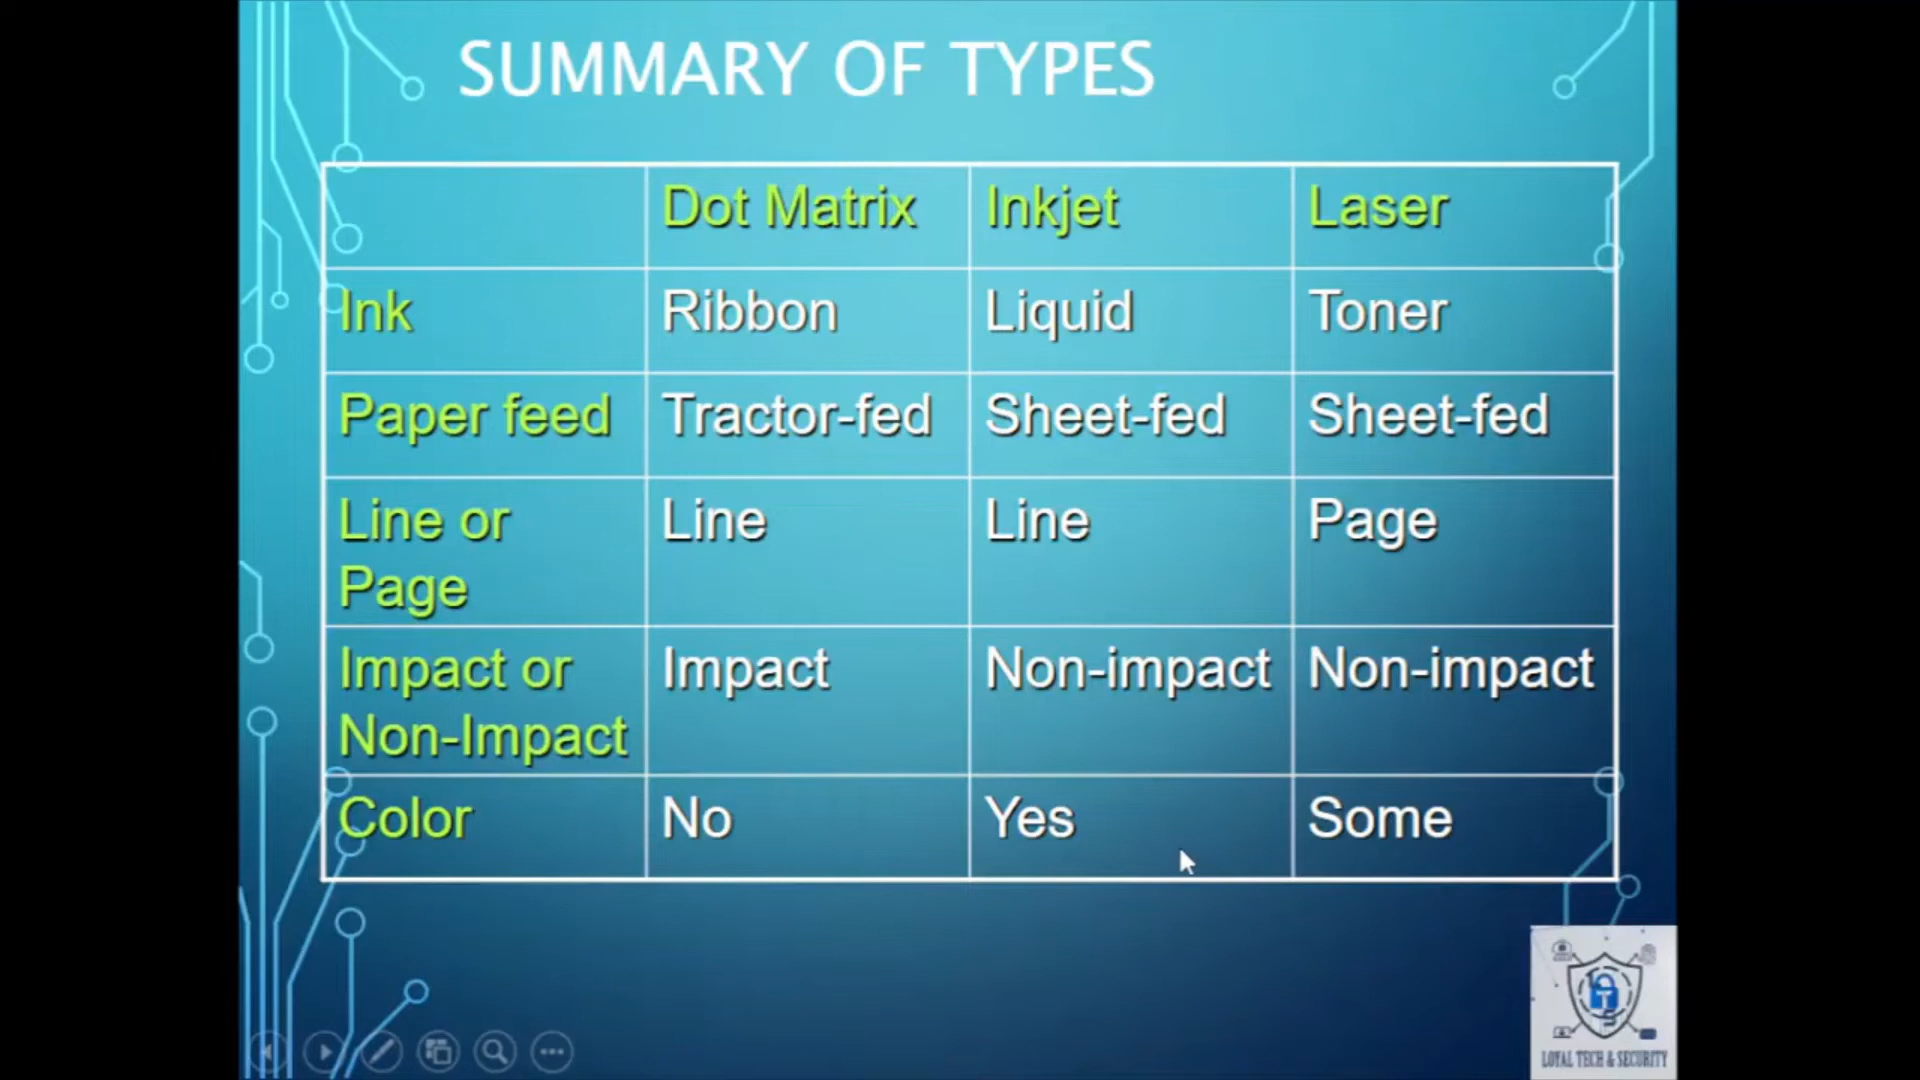 SUMMARY OF TYPES
Dot Matrix Inkjet Laser
Ink Ribbon Liquid Toner
Paper feed Tractor-fed Sheet-fed Sheet-fed
Line or Page Line Line Page
Impact or Non-Impact Impact Non-impact Non-impact
Color No Yes Some
LOYAL TECH & SECURITY